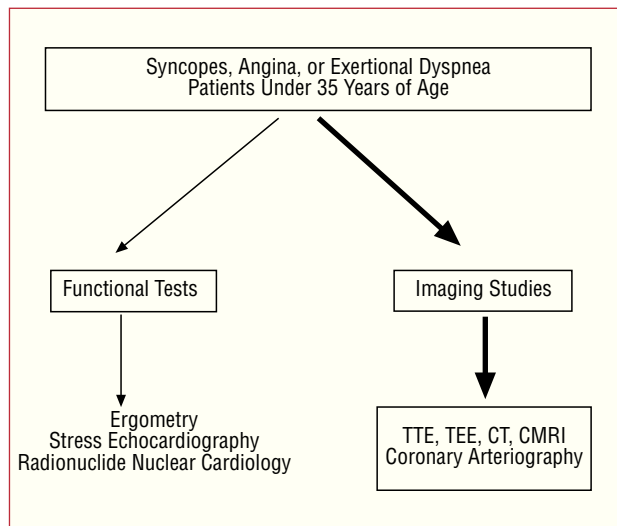 Syncopes, Angina, or Exertional Dyspnea
Patients Under 35 Years of Age
Functional Tests
Imaging Studies
Ergometry
Stress Echocardiography
Radionuclide Nuclear Cardiology
TTE, TEE, CT, CMRI
Coronary Arteriography